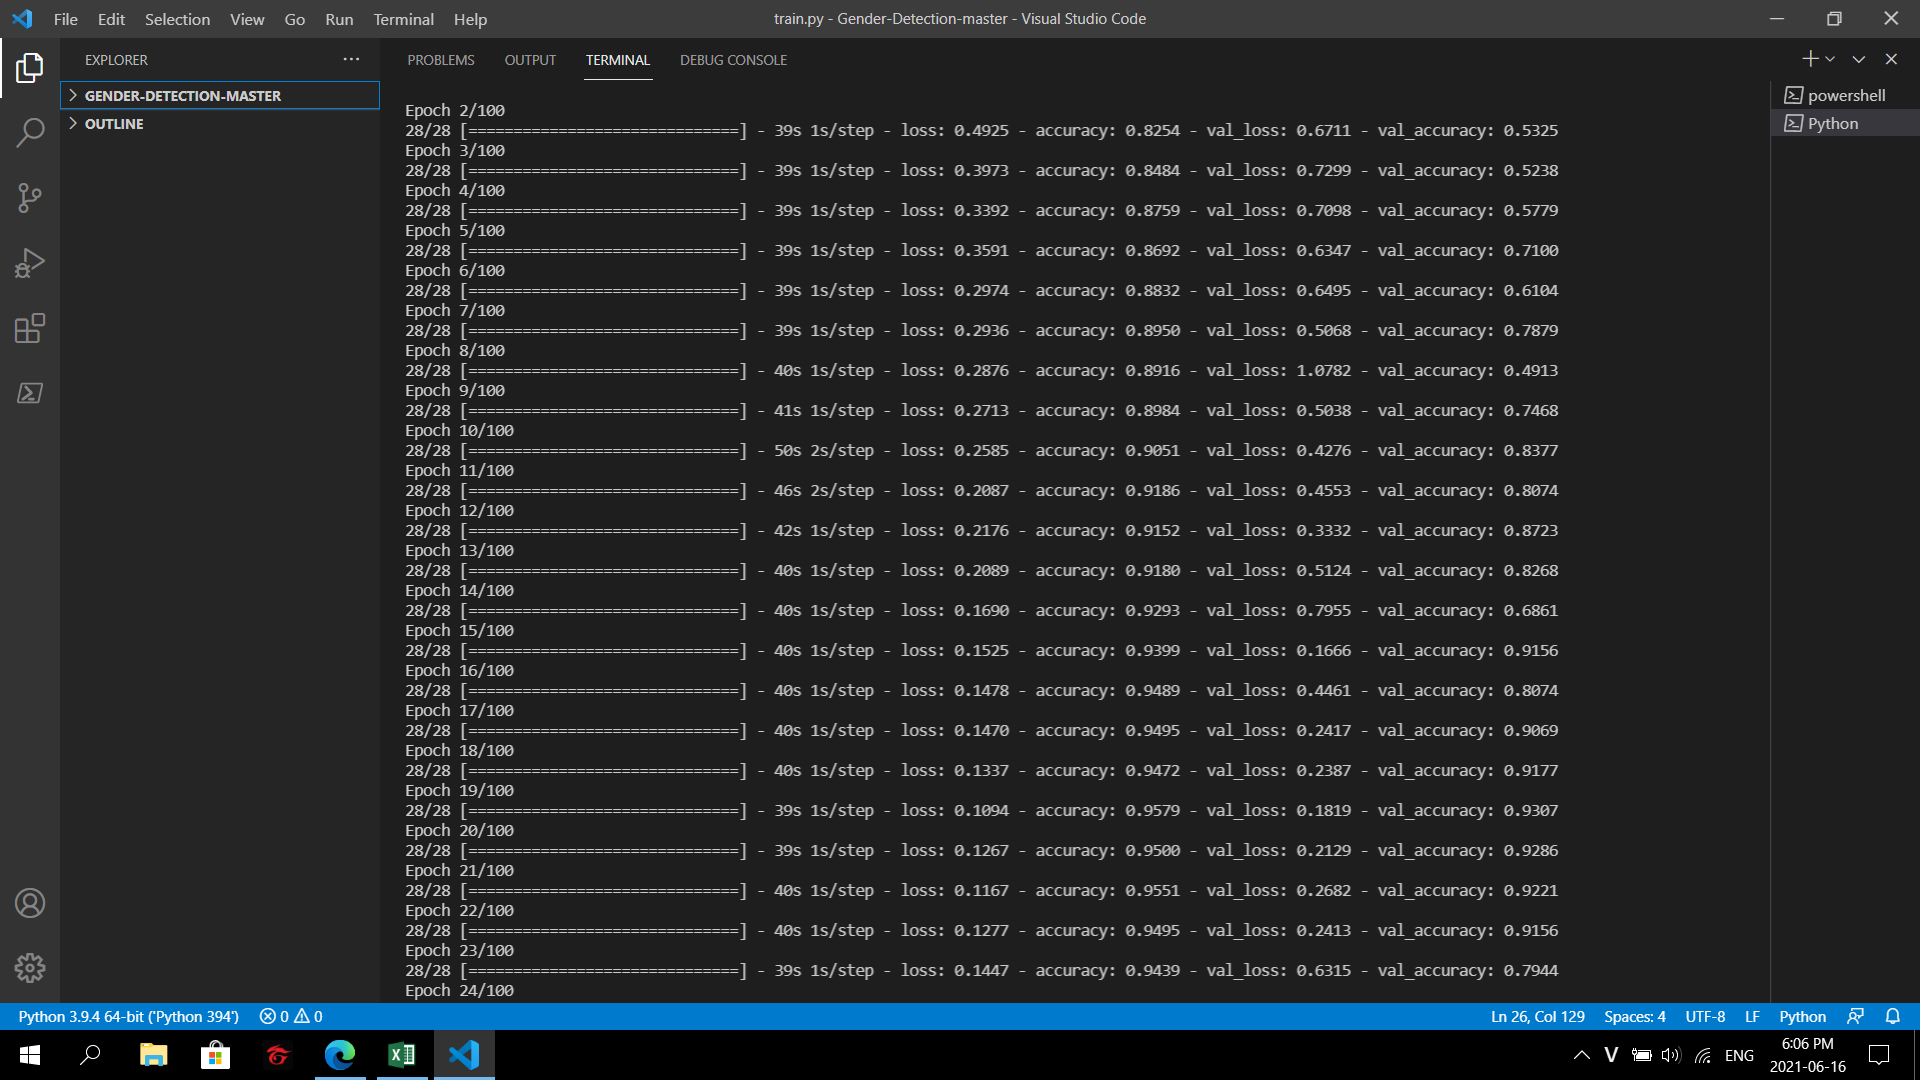 File Edit Selection View Go Run Terminal Help
train.py - Gender-Detection-master - Visual Studio Code
EXPLORER
GENDER-DETECTION-MASTER
OUTLINE
PROBLEMS OUTPUT TERMINAL DEBUG CONSOLE
powershell
Python
Epoch 2/100
28/28 [==============================] - 39s 1s/step - loss: 0.4925 - accuracy: 0.8254 - val_loss: 0.6711 - val_accuracy: 0.5325
Epoch 3/100
28/28 [==============================] - 39s 1s/step - loss: 0.3973 - accuracy: 0.8484 - val_loss: 0.7299 - val_accuracy: 0.5238
Epoch 4/100
28/28 [==============================] - 39s 1s/step - loss: 0.3392 - accuracy: 0.8759 - val_loss: 0.7098 - val_accuracy: 0.5779
Epoch 5/100
28/28 [==============================] - 39s 1s/step - loss: 0.3591 - accuracy: 0.8692 - val_loss: 0.6347 - val_accuracy: 0.7100
Epoch 6/100
28/28 [==============================] - 39s 1s/step - loss: 0.2974 - accuracy: 0.8832 - val_loss: 0.6495 - val_accuracy: 0.6104
Epoch 7/100
28/28 [==============================] - 39s 1s/step - loss: 0.2936 - accuracy: 0.8950 - val_loss: 0.5068 - val_accuracy: 0.7879
Epoch 8/100
28/28 [==============================] - 40s 1s/step - loss: 0.2876 - accuracy: 0.8916 - val_loss: 1.0782 - val_accuracy: 0.4913
Epoch 9/100
28/28 [==============================] - 41s 1s/step - loss: 0.2713 - accuracy: 0.8984 - val_loss: 0.5038 - val_accuracy: 0.7468
Epoch 10/100
28/28 [==============================] - 50s 2s/step - loss: 0.2585 - accuracy: 0.9051 - val_loss: 0.4276 - val_accuracy: 0.8377
Epoch 11/100
28/28 [==============================] - 46s 2s/step - loss: 0.2087 - accuracy: 0.9186 - val_loss: 0.4553 - val_accuracy: 0.8074
Epoch 12/100
28/28 [==============================] - 42s 1s/step - loss: 0.2176 - accuracy: 0.9152 - val_loss: 0.3332 - val_accuracy: 0.8723
Epoch 13/100
28/28 [==============================] - 40s 1s/step - loss: 0.2089 - accuracy: 0.9180 - val_loss: 0.5124 - val_accuracy: 0.8268
Epoch 14/100
28/28 [==============================] - 40s 1s/step - loss: 0.1690 - accuracy: 0.9293 - val_loss: 0.7955 - val_accuracy: 0.6861
Epoch 15/100
28/28 [==============================] - 40s 1s/step - loss: 0.1525 - accuracy: 0.9399 - val_loss: 0.1666 - val_accuracy: 0.9156
Epoch 16/100
28/28 [==============================] - 40s 1s/step - loss: 0.1478 - accuracy: 0.9489 - val_loss: 0.4461 - val_accuracy: 0.8074
Epoch 17/100
28/28 [==============================] - 40s 1s/step - loss: 0.1470 - accuracy: 0.9495 - val_loss: 0.2417 - val_accuracy: 0.9069
Epoch 18/100
28/28 [==============================] - 40s 1s/step - loss: 0.1337 - accuracy: 0.9472 - val_loss: 0.2387 - val_accuracy: 0.9177
Epoch 19/100
28/28 [==============================] - 39s 1s/step - loss: 0.1094 - accuracy: 0.9579 - val_loss: 0.1819 - val_accuracy: 0.9307
Epoch 20/100
28/28 [==============================] - 39s 1s/step - loss: 0.1267 - accuracy: 0.9500 - val_loss: 0.2129 - val_accuracy: 0.9286
Epoch 21/100
28/28 [==============================] - 40s 1s/step - loss: 0.1167 - accuracy: 0.9551 - val_loss: 0.2682 - val_accuracy: 0.9221
Epoch 22/100
28/28 [==============================] - 40s 1s/step - loss: 0.1277 - accuracy: 0.9495 - val_loss: 0.2413 - val_accuracy: 0.9156
Epoch 23/100
28/28 [==============================] - 39s 1s/step - loss: 0.1447 - accuracy: 0.9439 - val_loss: 0.6315 - val_accuracy: 0.7944
Epoch 24/100
Python 3.9.4 64-bit ('Python 394') 0 0
Ln 26, Col 129 Spaces: 4 UTF-8 LF Python
V ENG
6:06 PM
2021-06-16